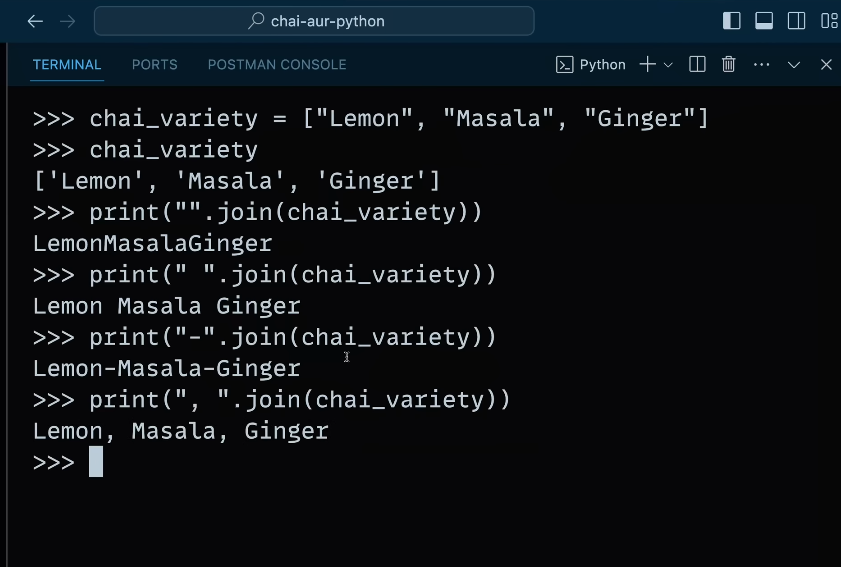 chai-aur-python
TERMINAL PORTS POSTMAN CONSOLE Python
>>> chai_variety = ["Lemon", "Masala", "Ginger"]
>>> chai_variety
['Lemon', 'Masala', 'Ginger']
>>> print("".join(chai_variety))
LemonMasalaGinger
>>> print(" ".join(chai_variety))
Lemon Masala Ginger
>>> print("-".join(chai_variety))
Lemon-Masala-Ginger
>>> print(", ".join(chai_variety))
Lemon, Masala, Ginger
>>>